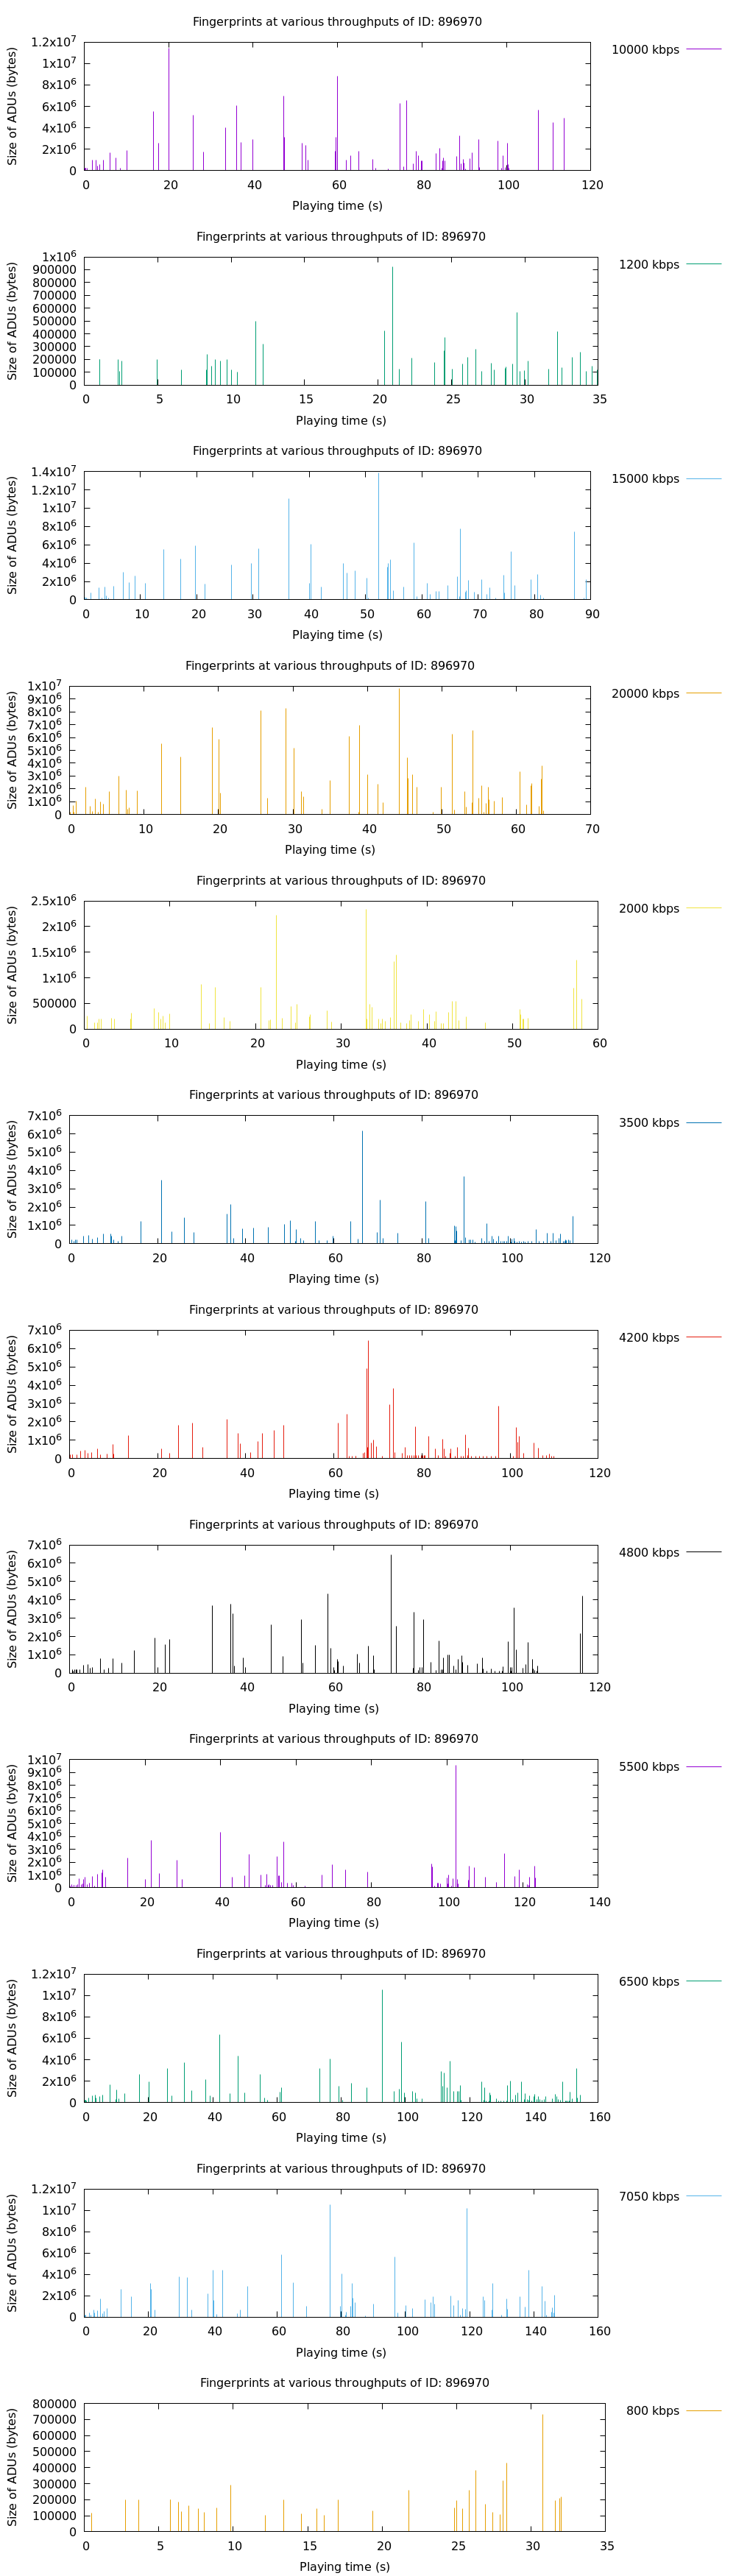 Fingerprints at various throughputs of ID: 896970
10000 kbps
Size of ADUs (bytes)
1.2x10^7
1x10^7
8x10^6
6x10^6
4x10^6
2x10^6
0
0 20 40 60 80 100 120
Playing time (s)
Fingerprints at various throughputs of ID: 896970
1200 kbps
Size of ADUs (bytes)
1x10^6
900000
800000
700000
600000
500000
400000
300000
200000
100000
0
0 5 10 15 20 25 30 35
Playing time (s)
Fingerprints at various throughputs of ID: 896970
15000 kbps
Size of ADUs (bytes)
1.4x10^7
1.2x10^7
1x10^7
8x10^6
6x10^6
4x10^6
2x10^6
0
0 10 20 30 40 50 60 70 80 90
Playing time (s)
Fingerprints at various throughputs of ID: 896970
20000 kbps
Size of ADUs (bytes)
1x10^7
9x10^6
8x10^6
7x10^6
6x10^6
5x10^6
4x10^6
3x10^6
2x10^6
1x10^6
0
0 10 20 30 40 50 60 70
Playing time (s)
Fingerprints at various throughputs of ID: 896970
2000 kbps
Size of ADUs (bytes)
2.5x10^6
2x10^6
1.5x10^6
1x10^6
500000
0
0 10 20 30 40 50 60
Playing time (s)
Fingerprints at various throughputs of ID: 896970
3500 kbps
Size of ADUs (bytes)
7x10^6
6x10^6
5x10^6
4x10^6
3x10^6
2x10^6
1x10^6
0
0 20 40 60 80 100 120
Playing time (s)
Fingerprints at various throughputs of ID: 896970
4200 kbps
Size of ADUs (bytes)
7x10^6
6x10^6
5x10^6
4x10^6
3x10^6
2x10^6
1x10^6
0
0 20 40 60 80 100 120
Playing time (s)
Fingerprints at various throughputs of ID: 896970
4800 kbps
Size of ADUs (bytes)
7x10^6
6x10^6
5x10^6
4x10^6
3x10^6
2x10^6
1x10^6
0
0 20 40 60 80 100 120
Playing time (s)
Fingerprints at various throughputs of ID: 896970
5500 kbps
Size of ADUs (bytes)
1x10^7
9x10^6
8x10^6
7x10^6
6x10^6
5x10^6
4x10^6
3x10^6
2x10^6
1x10^6
0
0 20 40 60 80 100 120 140
Playing time (s)
Fingerprints at various throughputs of ID: 896970
6500 kbps
Size of ADUs (bytes)
1.2x10^7
1x10^7
8x10^6
6x10^6
4x10^6
2x10^6
0
0 20 40 60 80 100 120 140 160
Playing time (s)
Fingerprints at various throughputs of ID: 896970
7050 kbps
Size of ADUs (bytes)
1.2x10^7
1x10^7
8x10^6
6x10^6
4x10^6
2x10^6
0
0 20 40 60 80 100 120 140 160
Playing time (s)
Fingerprints at various throughputs of ID: 896970
800 kbps
Size of ADUs (bytes)
800000
700000
600000
500000
400000
300000
200000
100000
0
0 5 10 15 20 25 30 35
Playing time (s)